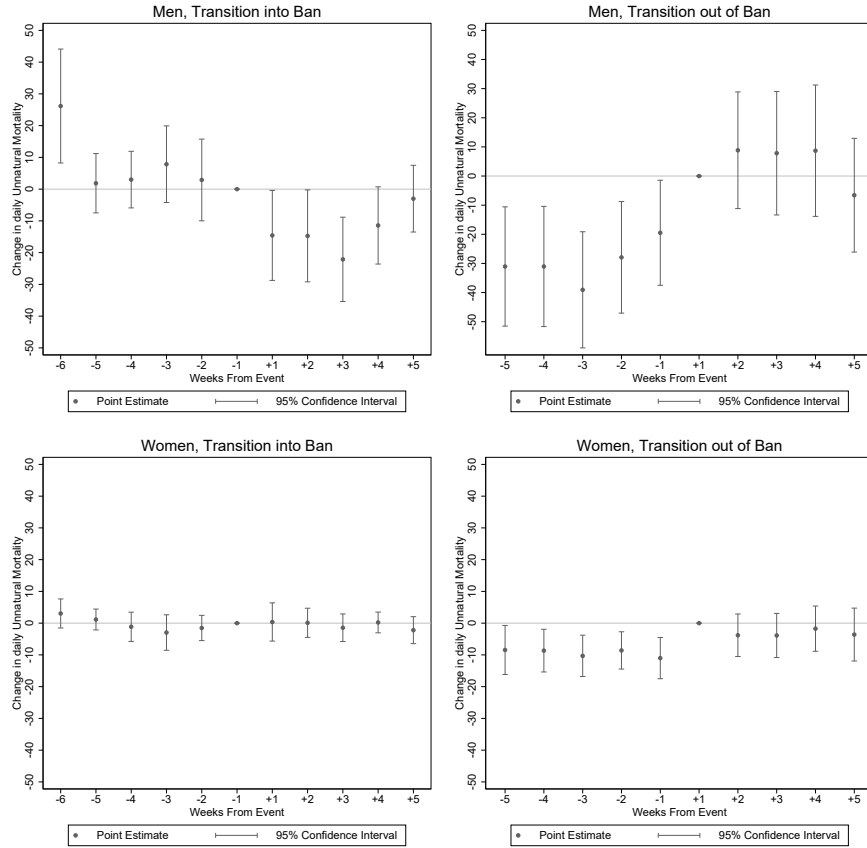 Men, Transition into Ban
Change in daily Unnatural Mortality
50
40
30
20
10
0
-10
-20
-30
-40
-50
-6 -5 -4 -3 -2 -1 +1 +2 +3 +4 +5
Weeks From Event
Point Estimate 95% Confidence Interval
Men, Transition out of Ban
Change in daily Unnatural Mortality
50
40
30
20
10
0
-10
-20
-30
-40
-50
-5 -4 -3 -2 -1 +1 +2 +3 +4 +5
Weeks From Event
Point Estimate 95% Confidence Interval
Women, Transition into Ban
Change in daily Unnatural Mortality
50
40
30
20
10
0
-10
-20
-30
-40
-50
-6 -5 -4 -3 -2 -1 +1 +2 +3 +4 +5
Weeks From Event
Point Estimate 95% Confidence Interval
Women, Transition out of Ban
Change in daily Unnatural Mortality
50
40
30
20
10
0
-10
-20
-30
-40
-50
-5 -4 -3 -2 -1 +1 +2 +3 +4 +5
Weeks From Event
Point Estimate 95% Confidence Interval